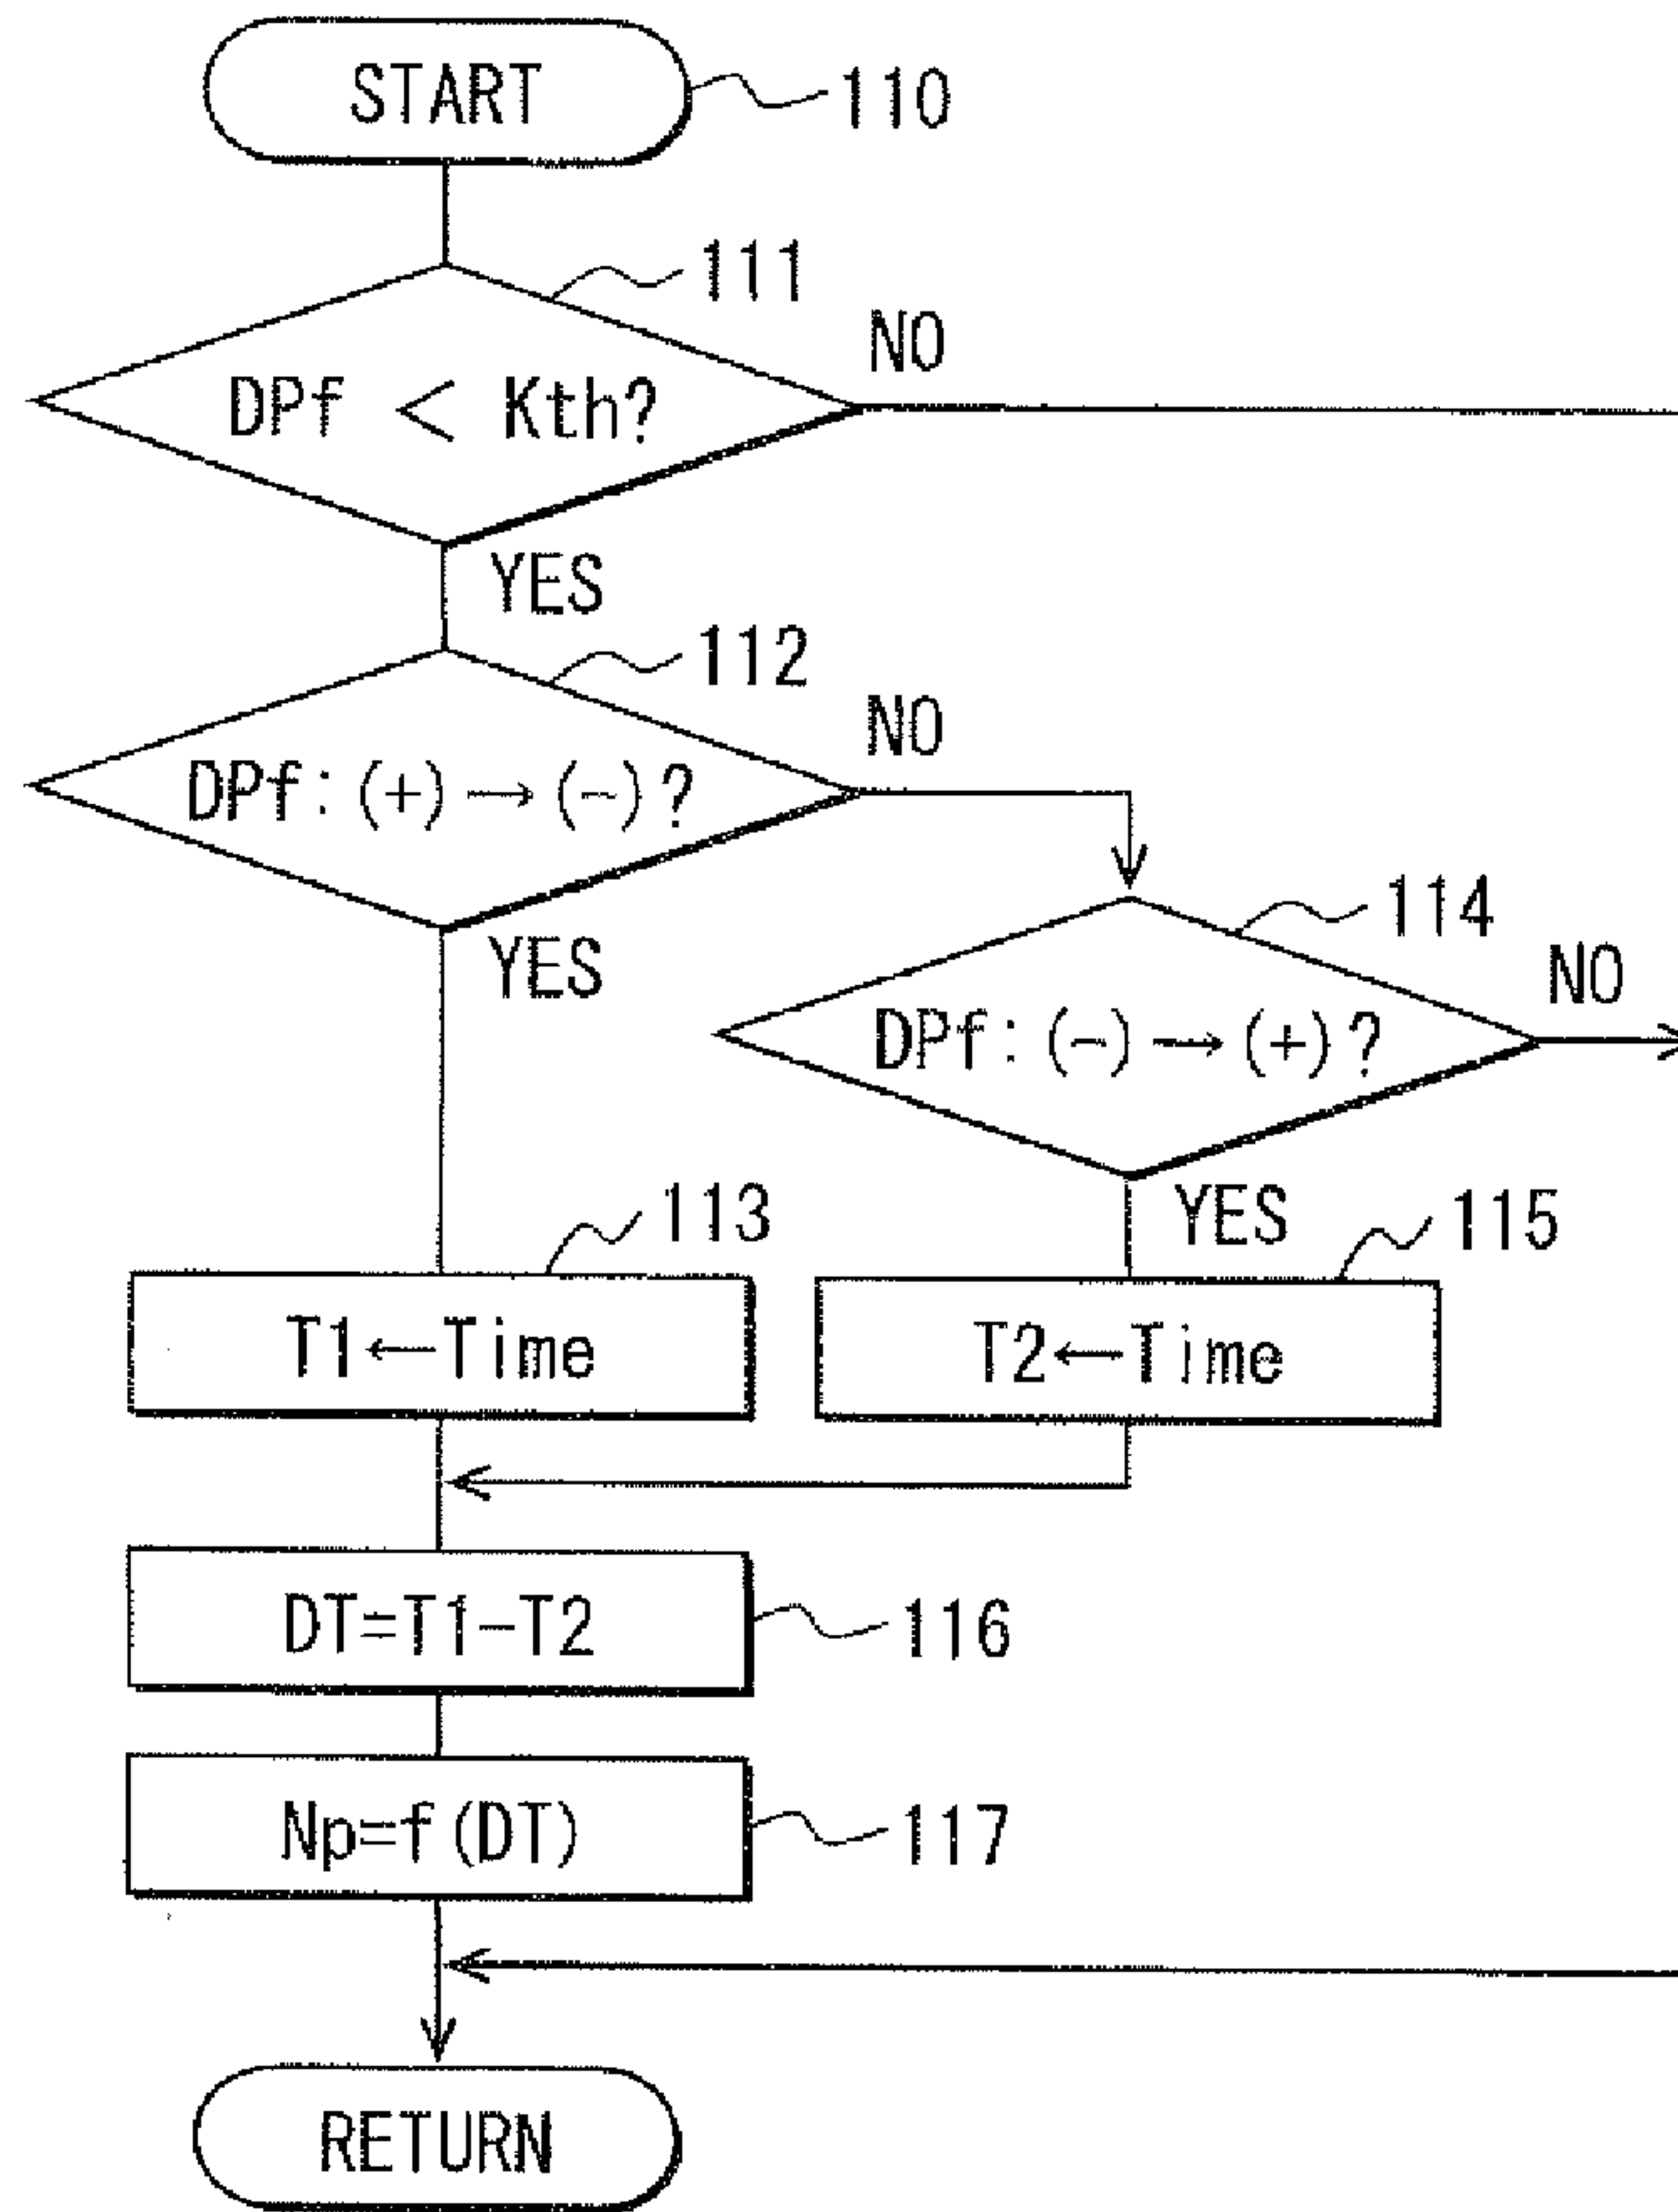 START
110
111
DPf < Kth?
NO
YES
112
DPf:(+)→(-)?
NO
YES
114
DPf:(-)→(+)?
NO
YES
113
T1←Time
115
T2←Time
DT=T1-T2
116
Np=f(DT)
117
RETURN